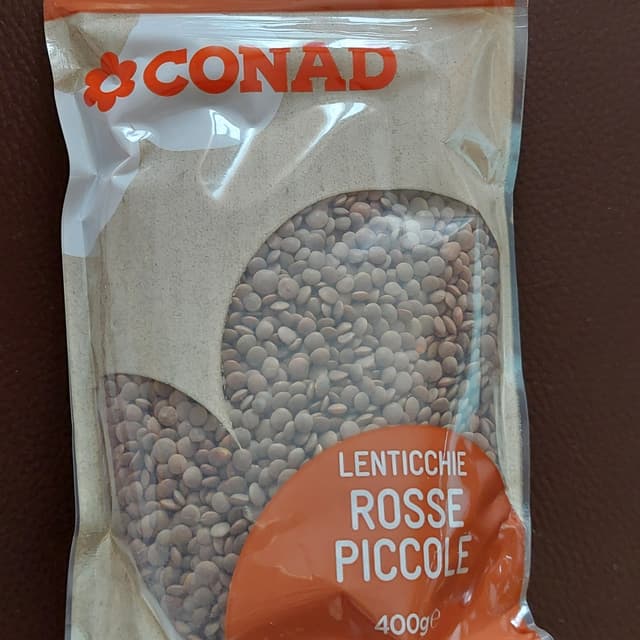 CONAD
LENTICCHIE
ROSSE
PICCOLE
400g℮